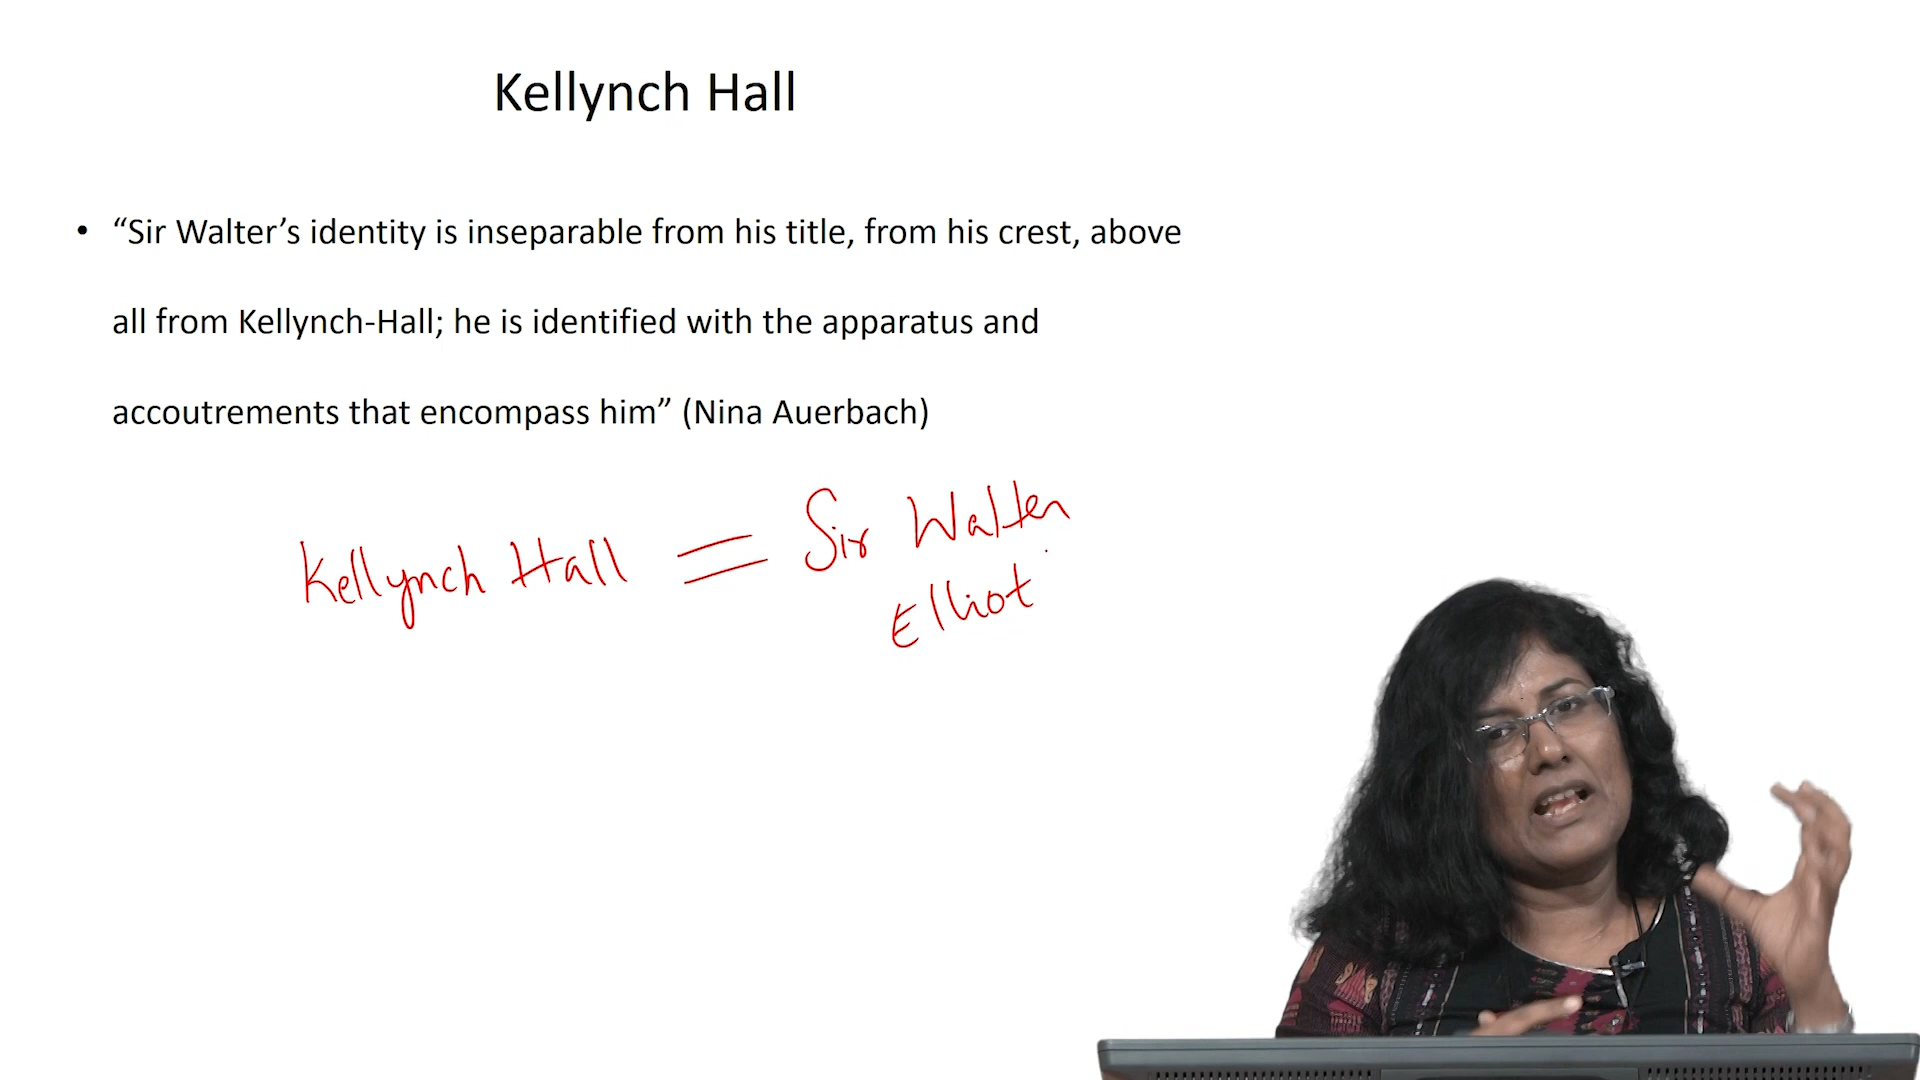 Kellynch Hall
• “Sir Walter’s identity is inseparable from his title, from his crest, above
all from Kellynch-Hall; he is identified with the apparatus and
accoutrements that encompass him” (Nina Auerbach)
Kellynch Hall = Sir Walter
Elliot